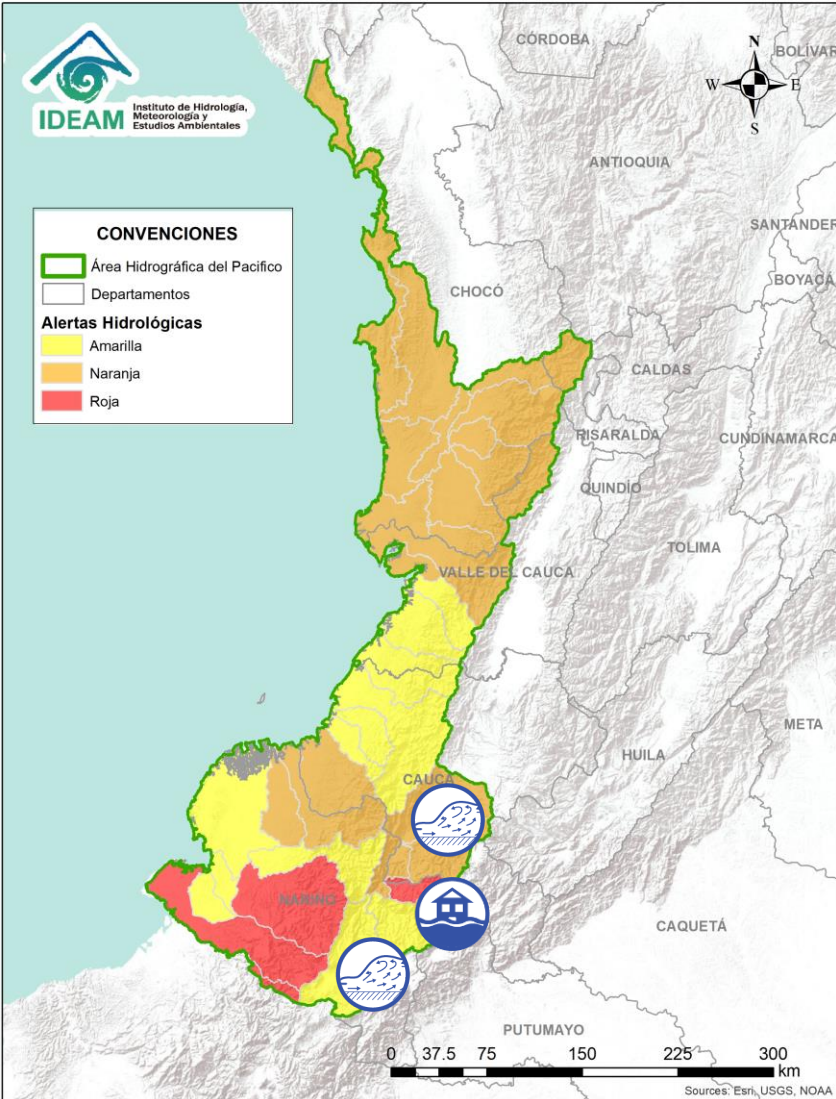 IDEAM
Instituto de Hidrología,
Meteorología y
Estudios Ambientales
CÓRDOBA
BOLÍVAR
N
W
E
S
ANTIOQUIA
SANTANDER
BOYACÁ
CONVENCIONES
Área Hidrográfica del Pacifico
Departamentos
Alertas Hidrológicas
Amarilla
Naranja
Roja
CHOCÓ
CALDAS
RISARALDA
CUNDINAMARCA
QUINDÍO
TOLIMA
VALLE DEL CAUCA
META
HUILA
CAUCA
NARIÑO
CAQUETÁ
PUTUMAYO
0 37.5 75 150 225 300
km
Sources: Esri, USGS, NOAA